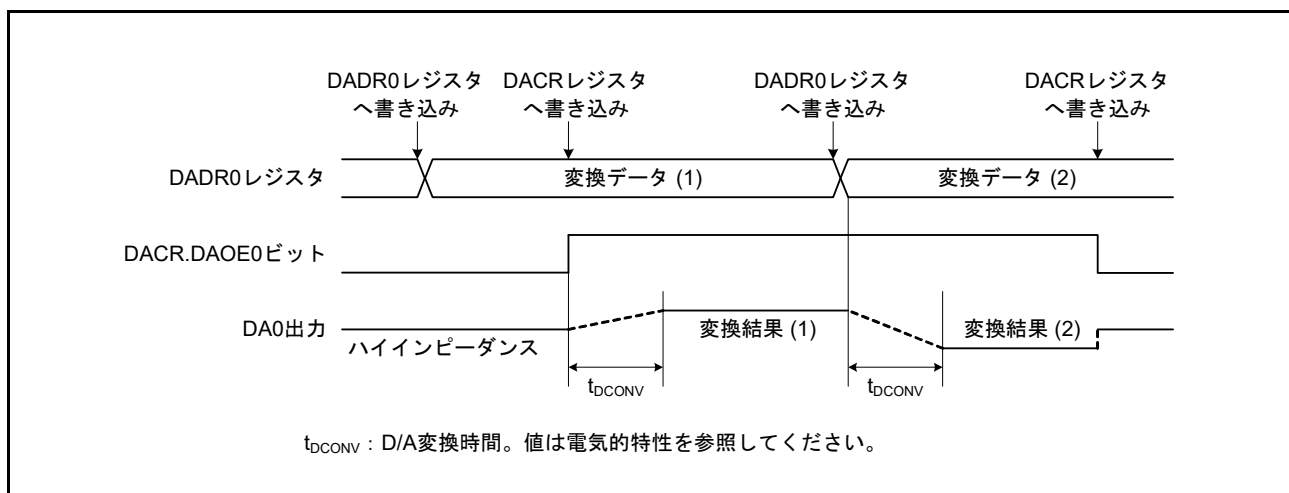 DADR0レジスタ
へ書き込み
DACRレジスタ
へ書き込み
DADR0レジスタ
へ書き込み
DACRレジスタ
へ書き込み
DADR0レジスタ
変換データ (1)
変換データ (2)
DACR.DAOE0ビット
DA0出力
ハイインピーダンス
変換結果 (1)
変換結果 (2)
tDCONV
tDCONV
tDCONV：D/A変換時間。値は電気的特性を参照してください。